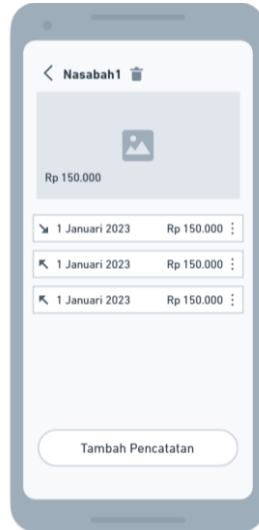 Nasabah1
Rp 150.000
1 Januari 2023 Rp 150.000
1 Januari 2023 Rp 150.000
1 Januari 2023 Rp 150.000
Tambah Pencatatan